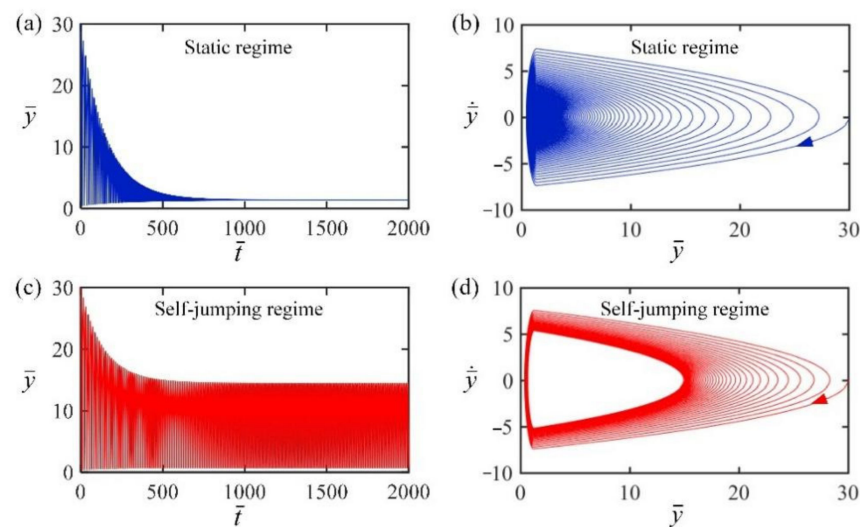 (a)
Static regime
30
20
10
0
ȳ
0 500 1000 1500 2000
t̄
(b)
Static regime
10
5
0
−5
−10
ẏ̄
10 20 30
ȳ
(c)
Self-jumping regime
30
20
10
0
ȳ
0 500 1000 1500 2000
t̄
(d)
Self-jumping regime
10
5
0
−5
−10
ẏ̄
0 10 20 30
ȳ